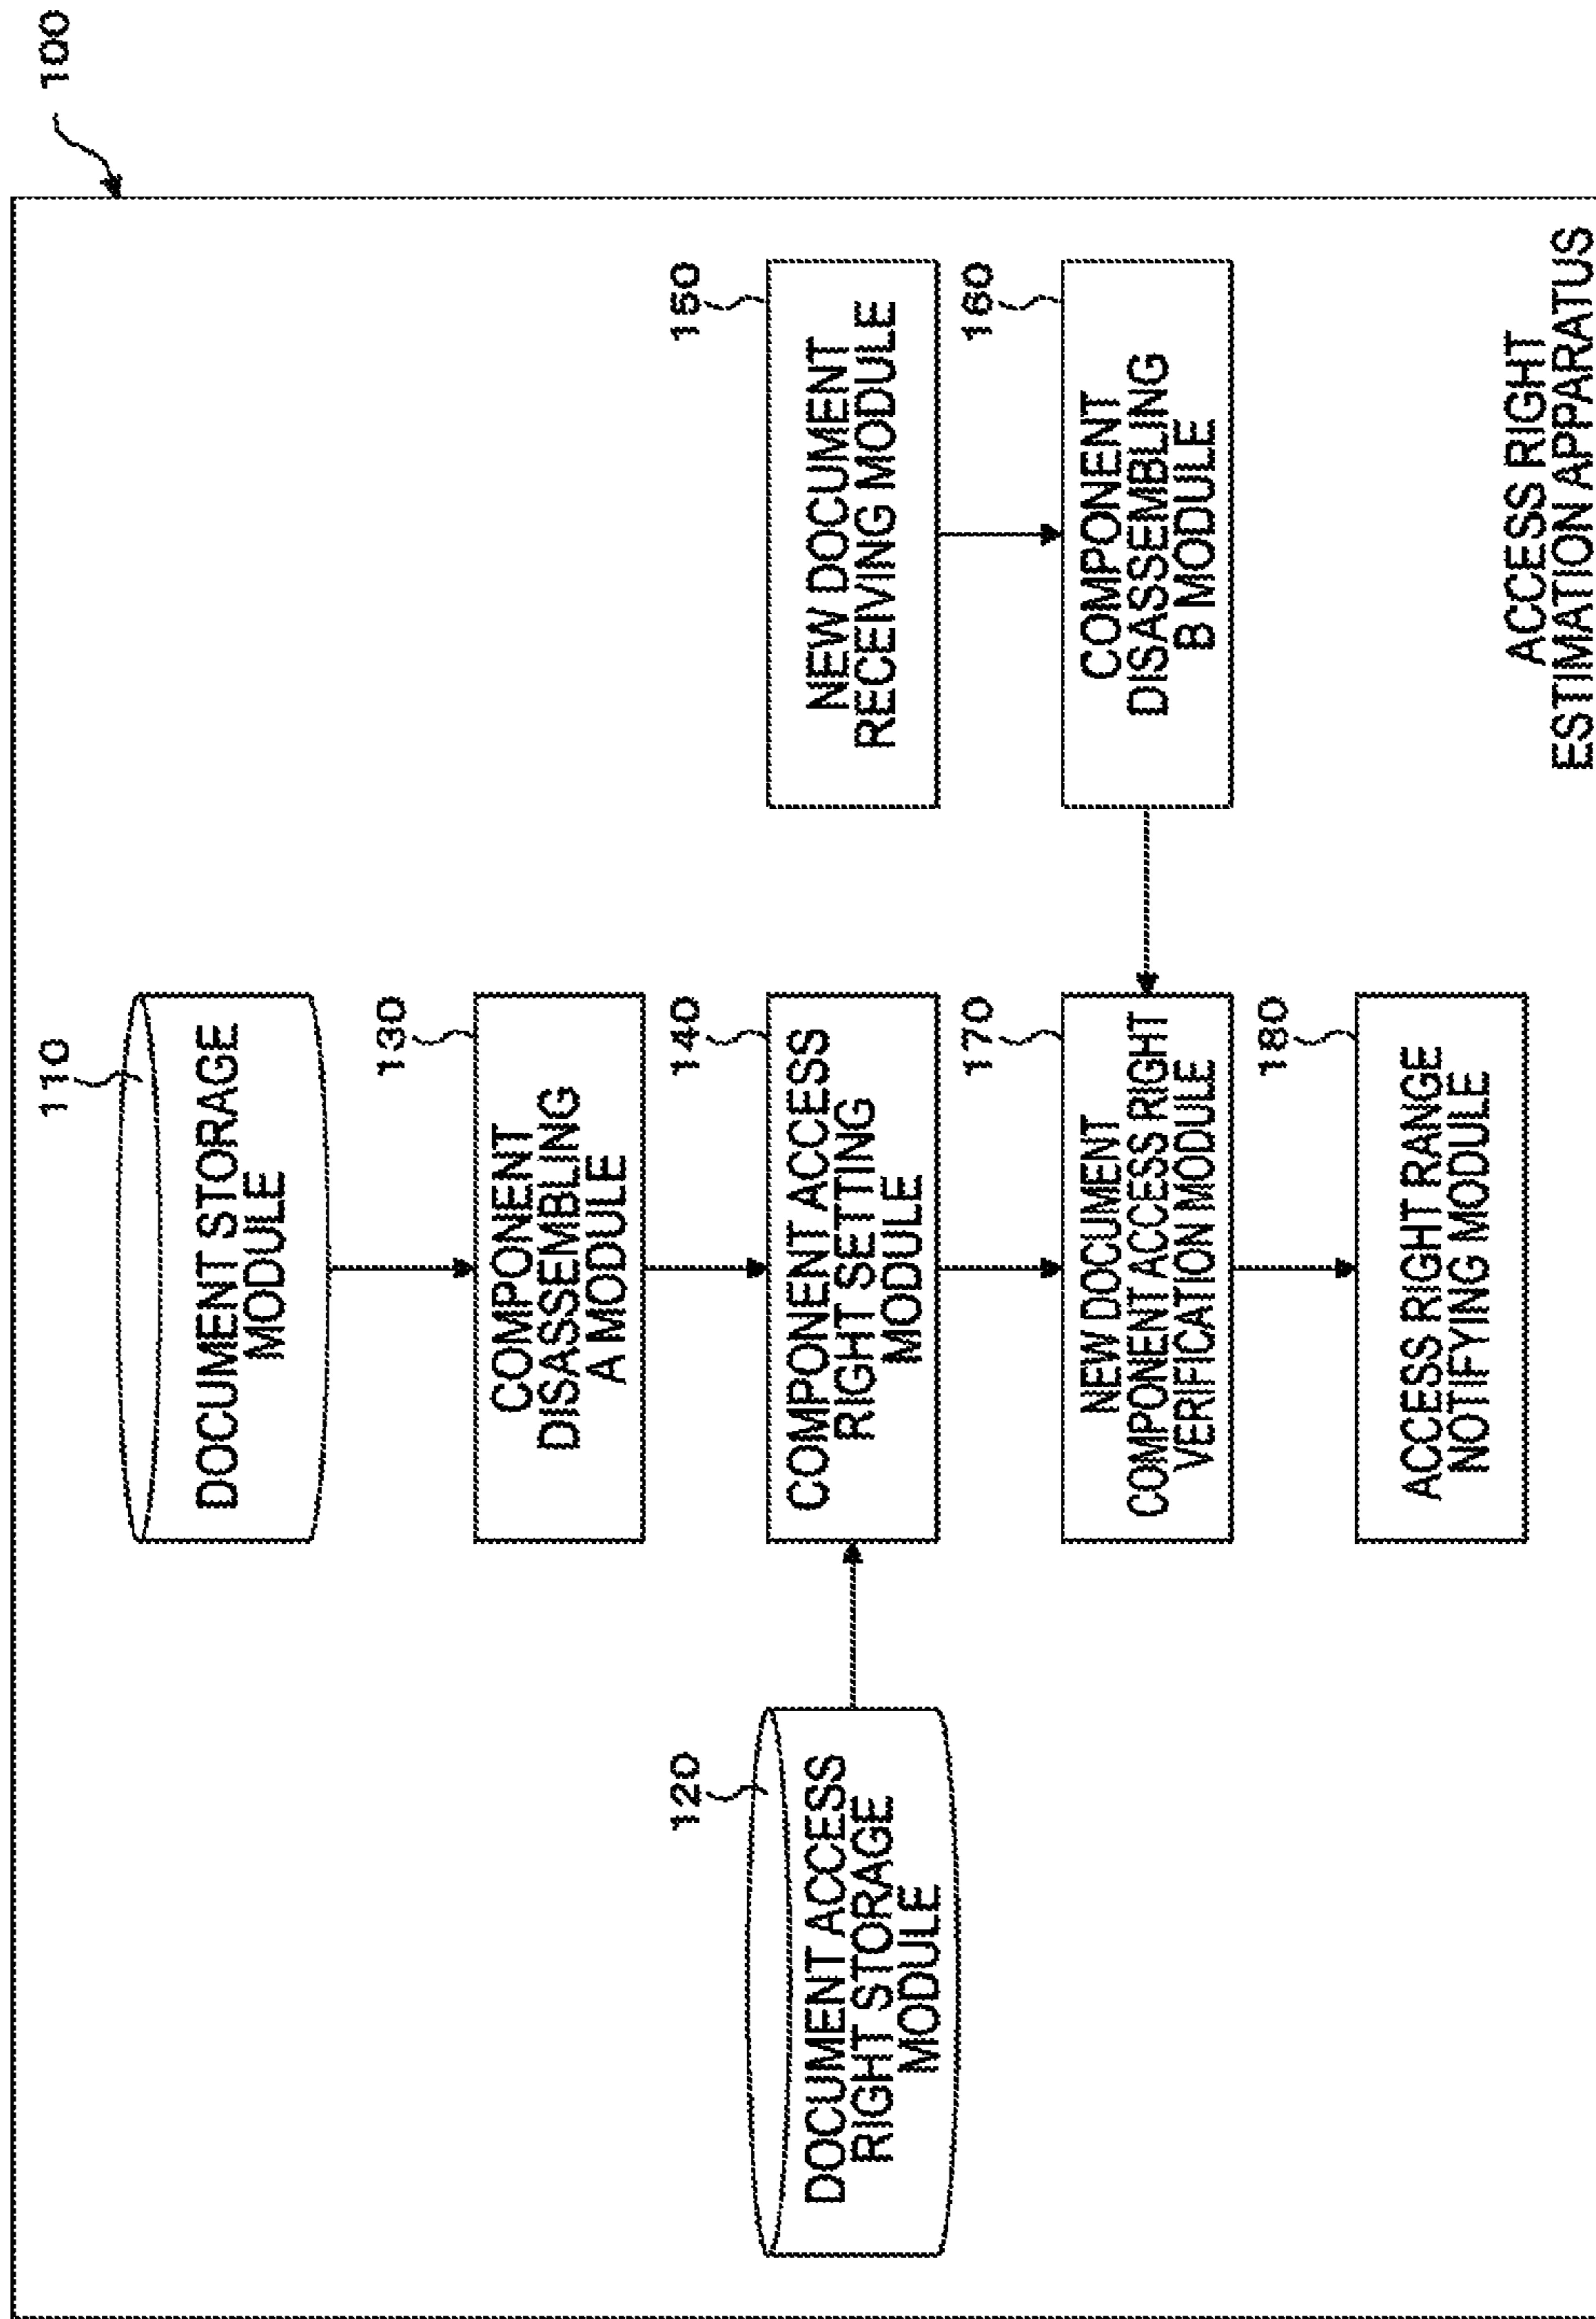 100
110
DOCUMENT STORAGE
MODULE
130
COMPONENT
DISASSEMBLING
A MODULE
120
DOCUMENT ACCESS
RIGHT STORAGE
MODULE
140
COMPONENT ACCESS
RIGHT SETTING
MODULE
150
NEW DOCUMENT
RECEIVING MODULE
170
NEW DOCUMENT
COMPONENT ACCESS RIGHT
VERIFICATION MODULE
160
COMPONENT
DISASSEMBLING
B MODULE
180
ACCESS RIGHT RANGE
NOTIFYING MODULE
ACCESS RIGHT
ESTIMATION APPARATUS